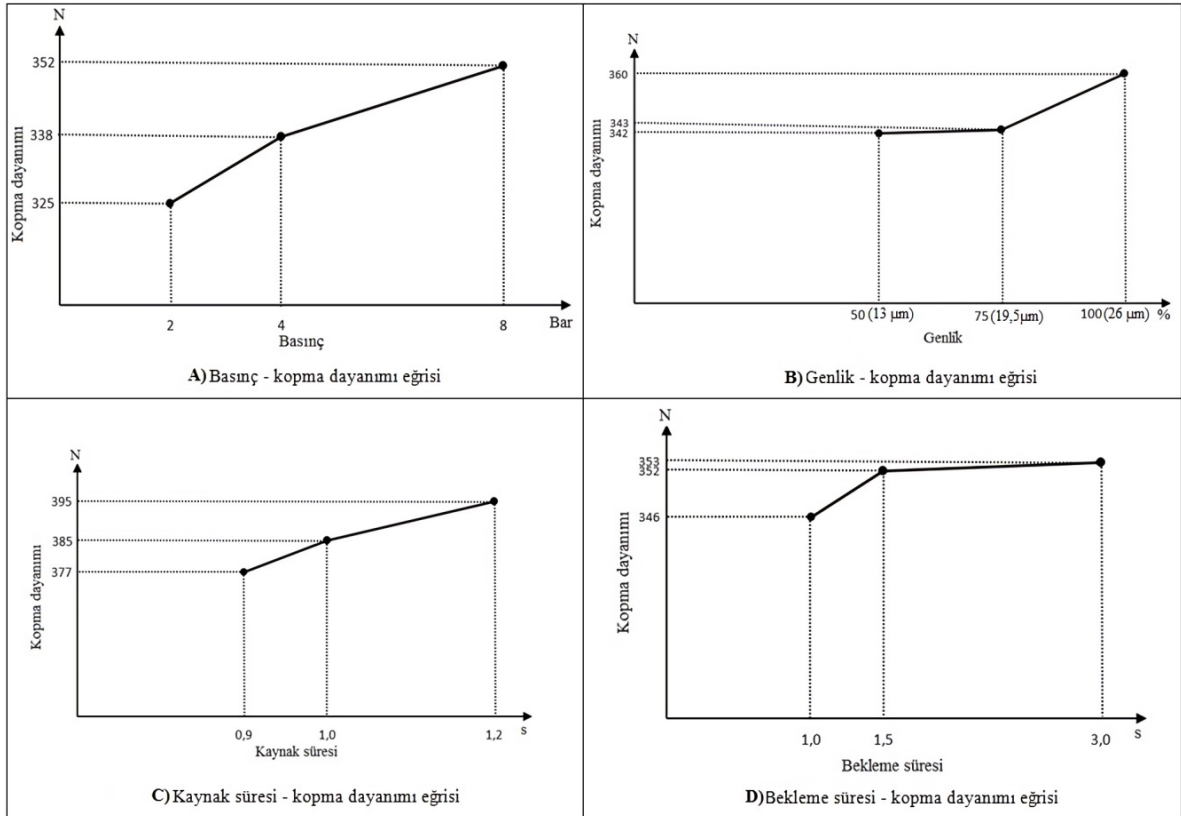 N
352
338
325
Kopma dayanımı
2
4
8
Bar
Basınç
A) Basınç - kopma dayanımı eğrisi
N
360
343
342
Kopma dayanımı
50 (13 µm)
75 (19,5µm)
100 (26 µm)
%
Genlik
B) Genlik - kopma dayanımı eğrisi
N
395
385
377
Kopma dayanımı
0,9
1,0
1,2
s
Kaynak süresi
C) Kaynak süresi - kopma dayanımı eğrisi
N
353
352
346
Kopma dayanımı
1,0
1,5
3,0
s
Bekleme süresi
D)Bekleme süresi - kopma dayanımı eğrisi